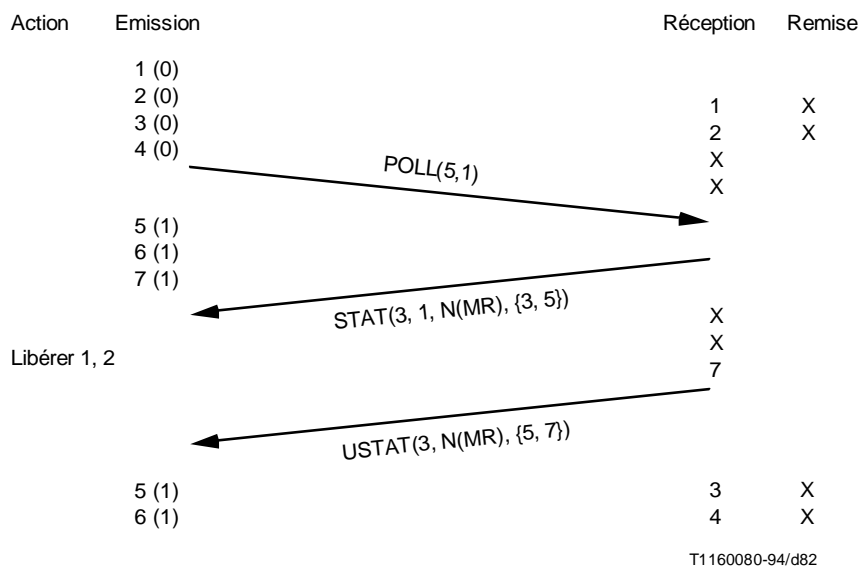 Action Emission Réception Remise
1 (0)
2 (0) 1 X
3 (0) 2 X
4 (0) X
POLL(5,1) X
5 (1)
6 (1)
7 (1)
STAT(3, 1, N(MR), {3, 5})
X
X
Libérer 1, 2 7
USTAT(3, N(MR), {5, 7})
5 (1) 3 X
6 (1) 4 X
T1160080-94/d82